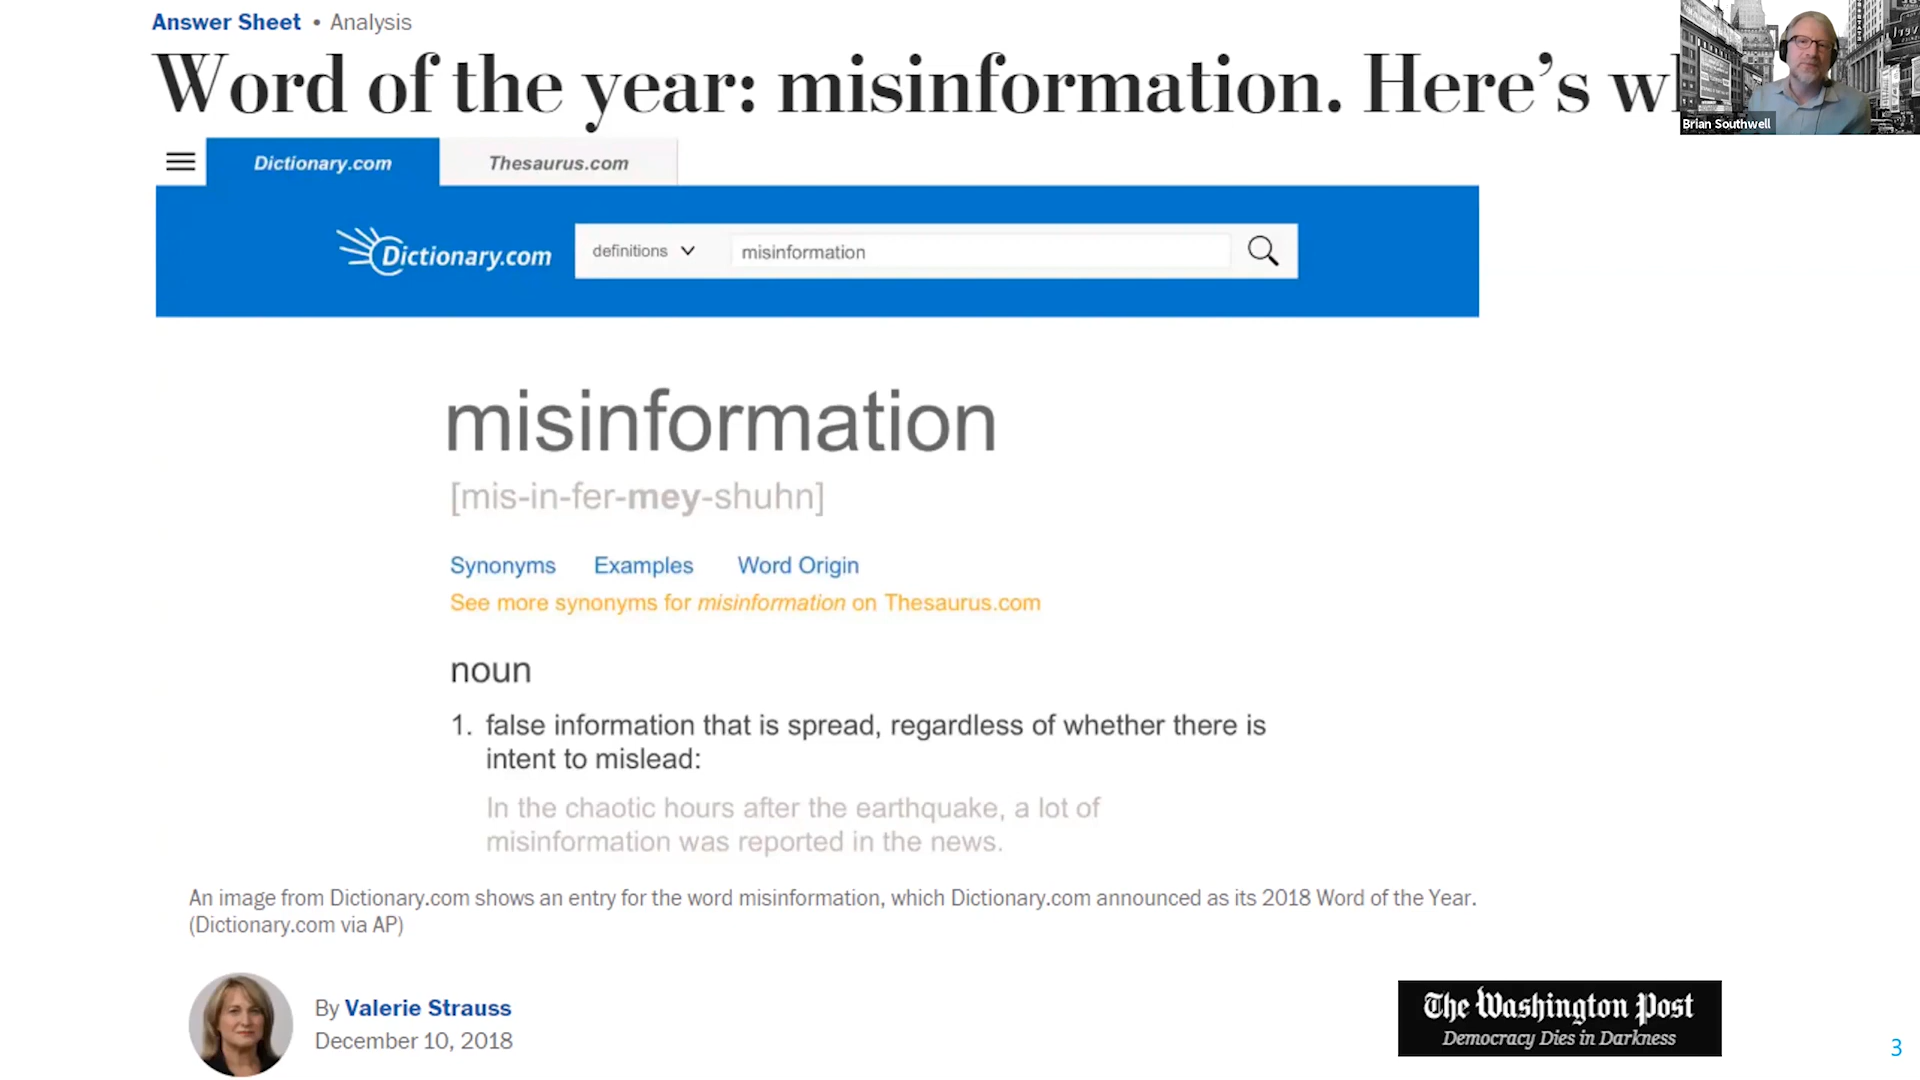 Answer Sheet • Analysis
Word of the year: misinformation. Here’s
Brian Southwell
Dictionary.com
Thesaurus.com
Dictionary.com
definitions
misinformation
misinformation
[mis-in-fer-mey-shuhn]
Synonyms Examples Word Origin
See more synonyms for misinformation on Thesaurus.com
noun
1. false information that is spread, regardless of whether there is
intent to mislead:
In the chaotic hours after the earthquake, a lot of
misinformation was reported in the news.
An image from Dictionary.com shows an entry for the word misinformation, which Dictionary.com announced as its 2018 Word of the Year.
(Dictionary.com via AP)
By Valerie Strauss
December 10, 2018
The Washington Post
Democracy Dies in Darkness
3